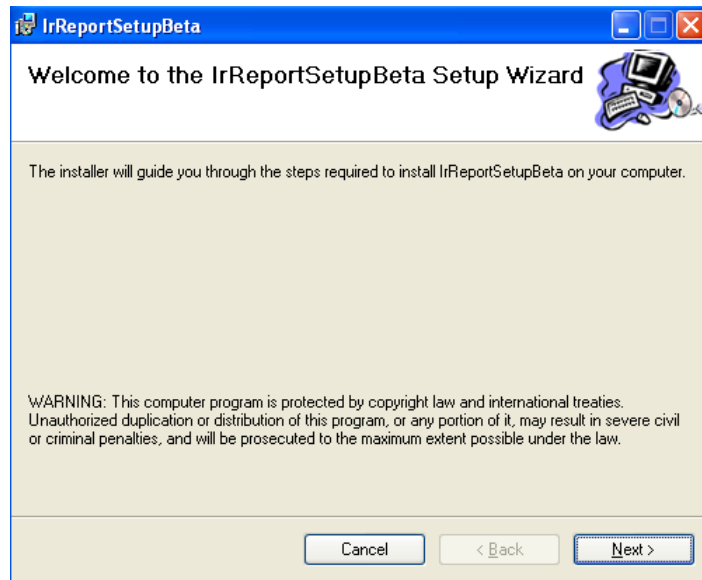 IrReportSetupBeta
Welcome to the IrReportSetupBeta Setup Wizard
The installer will guide you through the steps required to install IrReportSetupBeta on your computer.
WARNING: This computer program is protected by copyright law and international treaties.
Unauthorized duplication or distribution of this program, or any portion of it, may result in severe civil
or criminal penalties, and will be prosecuted to the maximum extent possible under the law.
Cancel < Back Next >